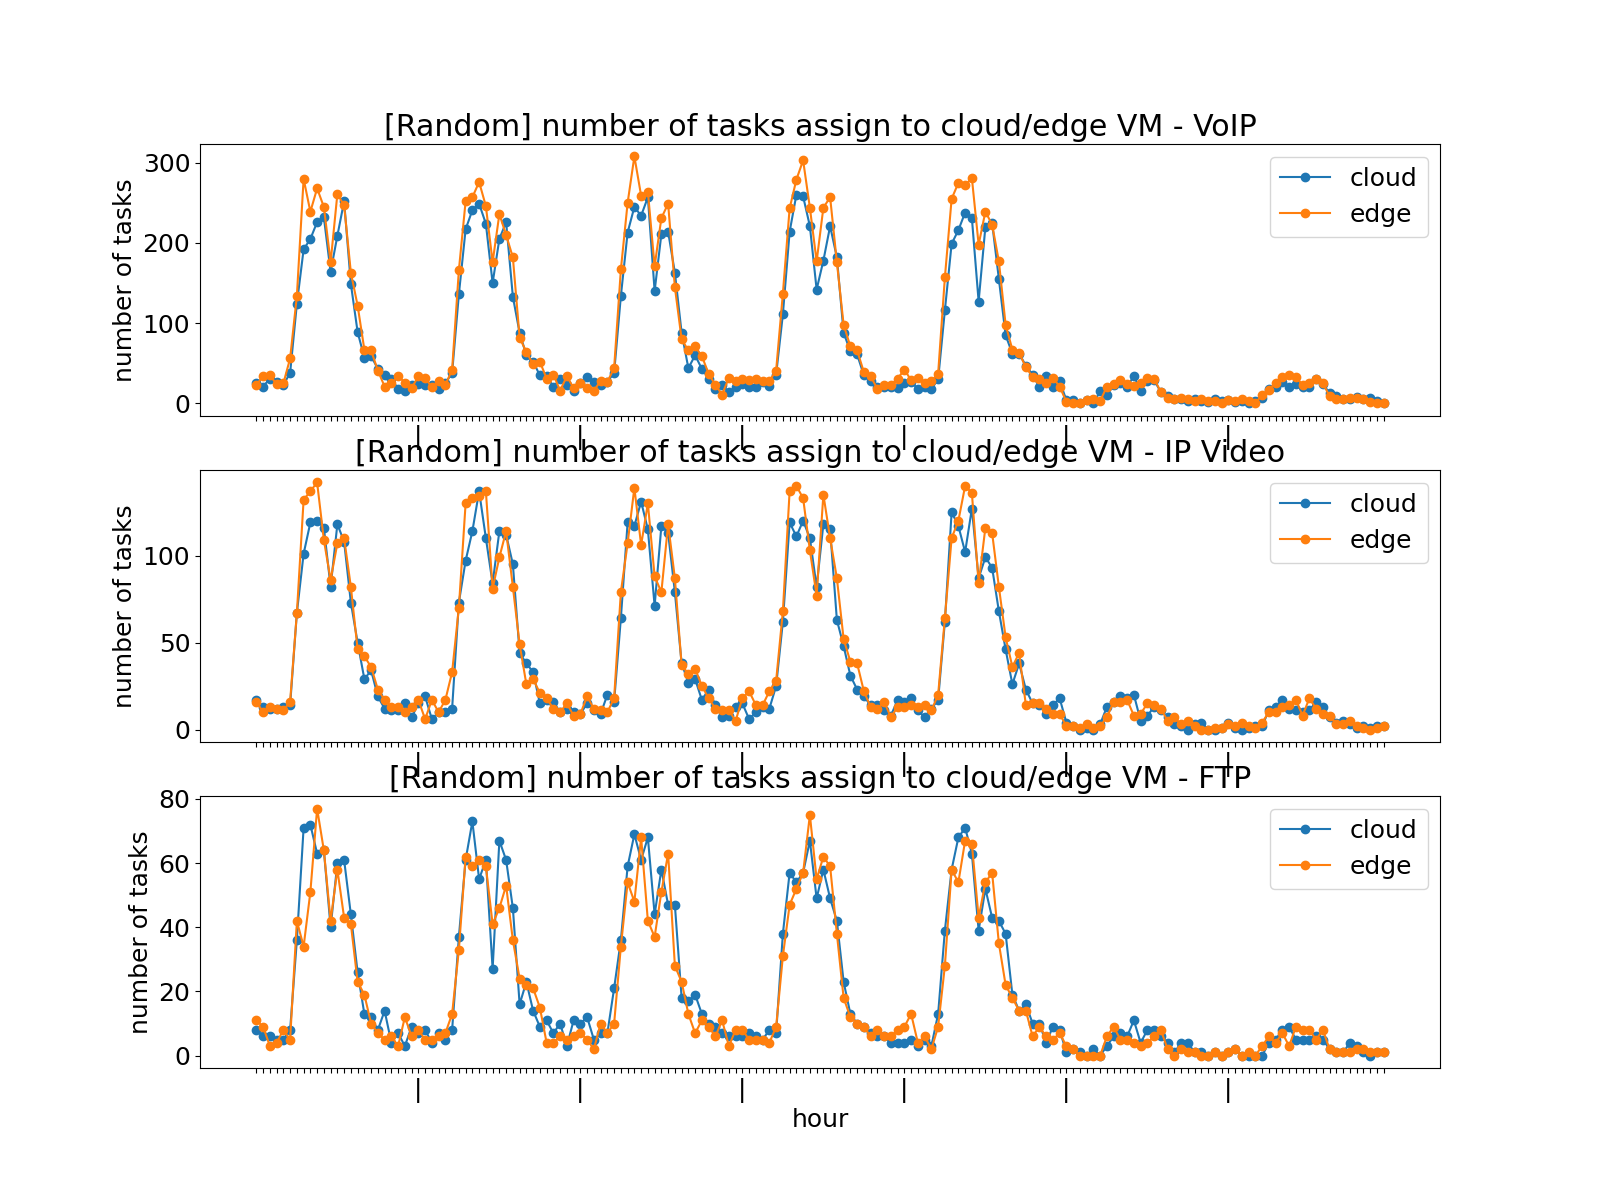 [Random] number of tasks assign to cloud/edge VM - VoIP
number of tasks
300
200
100
0
cloud
edge
[Random] number of tasks assign to cloud/edge VM - IP Video
number of tasks
100
50
0
cloud
edge
[Random] number of tasks assign to cloud/edge VM - FTP
number of tasks
80
60
40
20
0
cloud
edge
hour